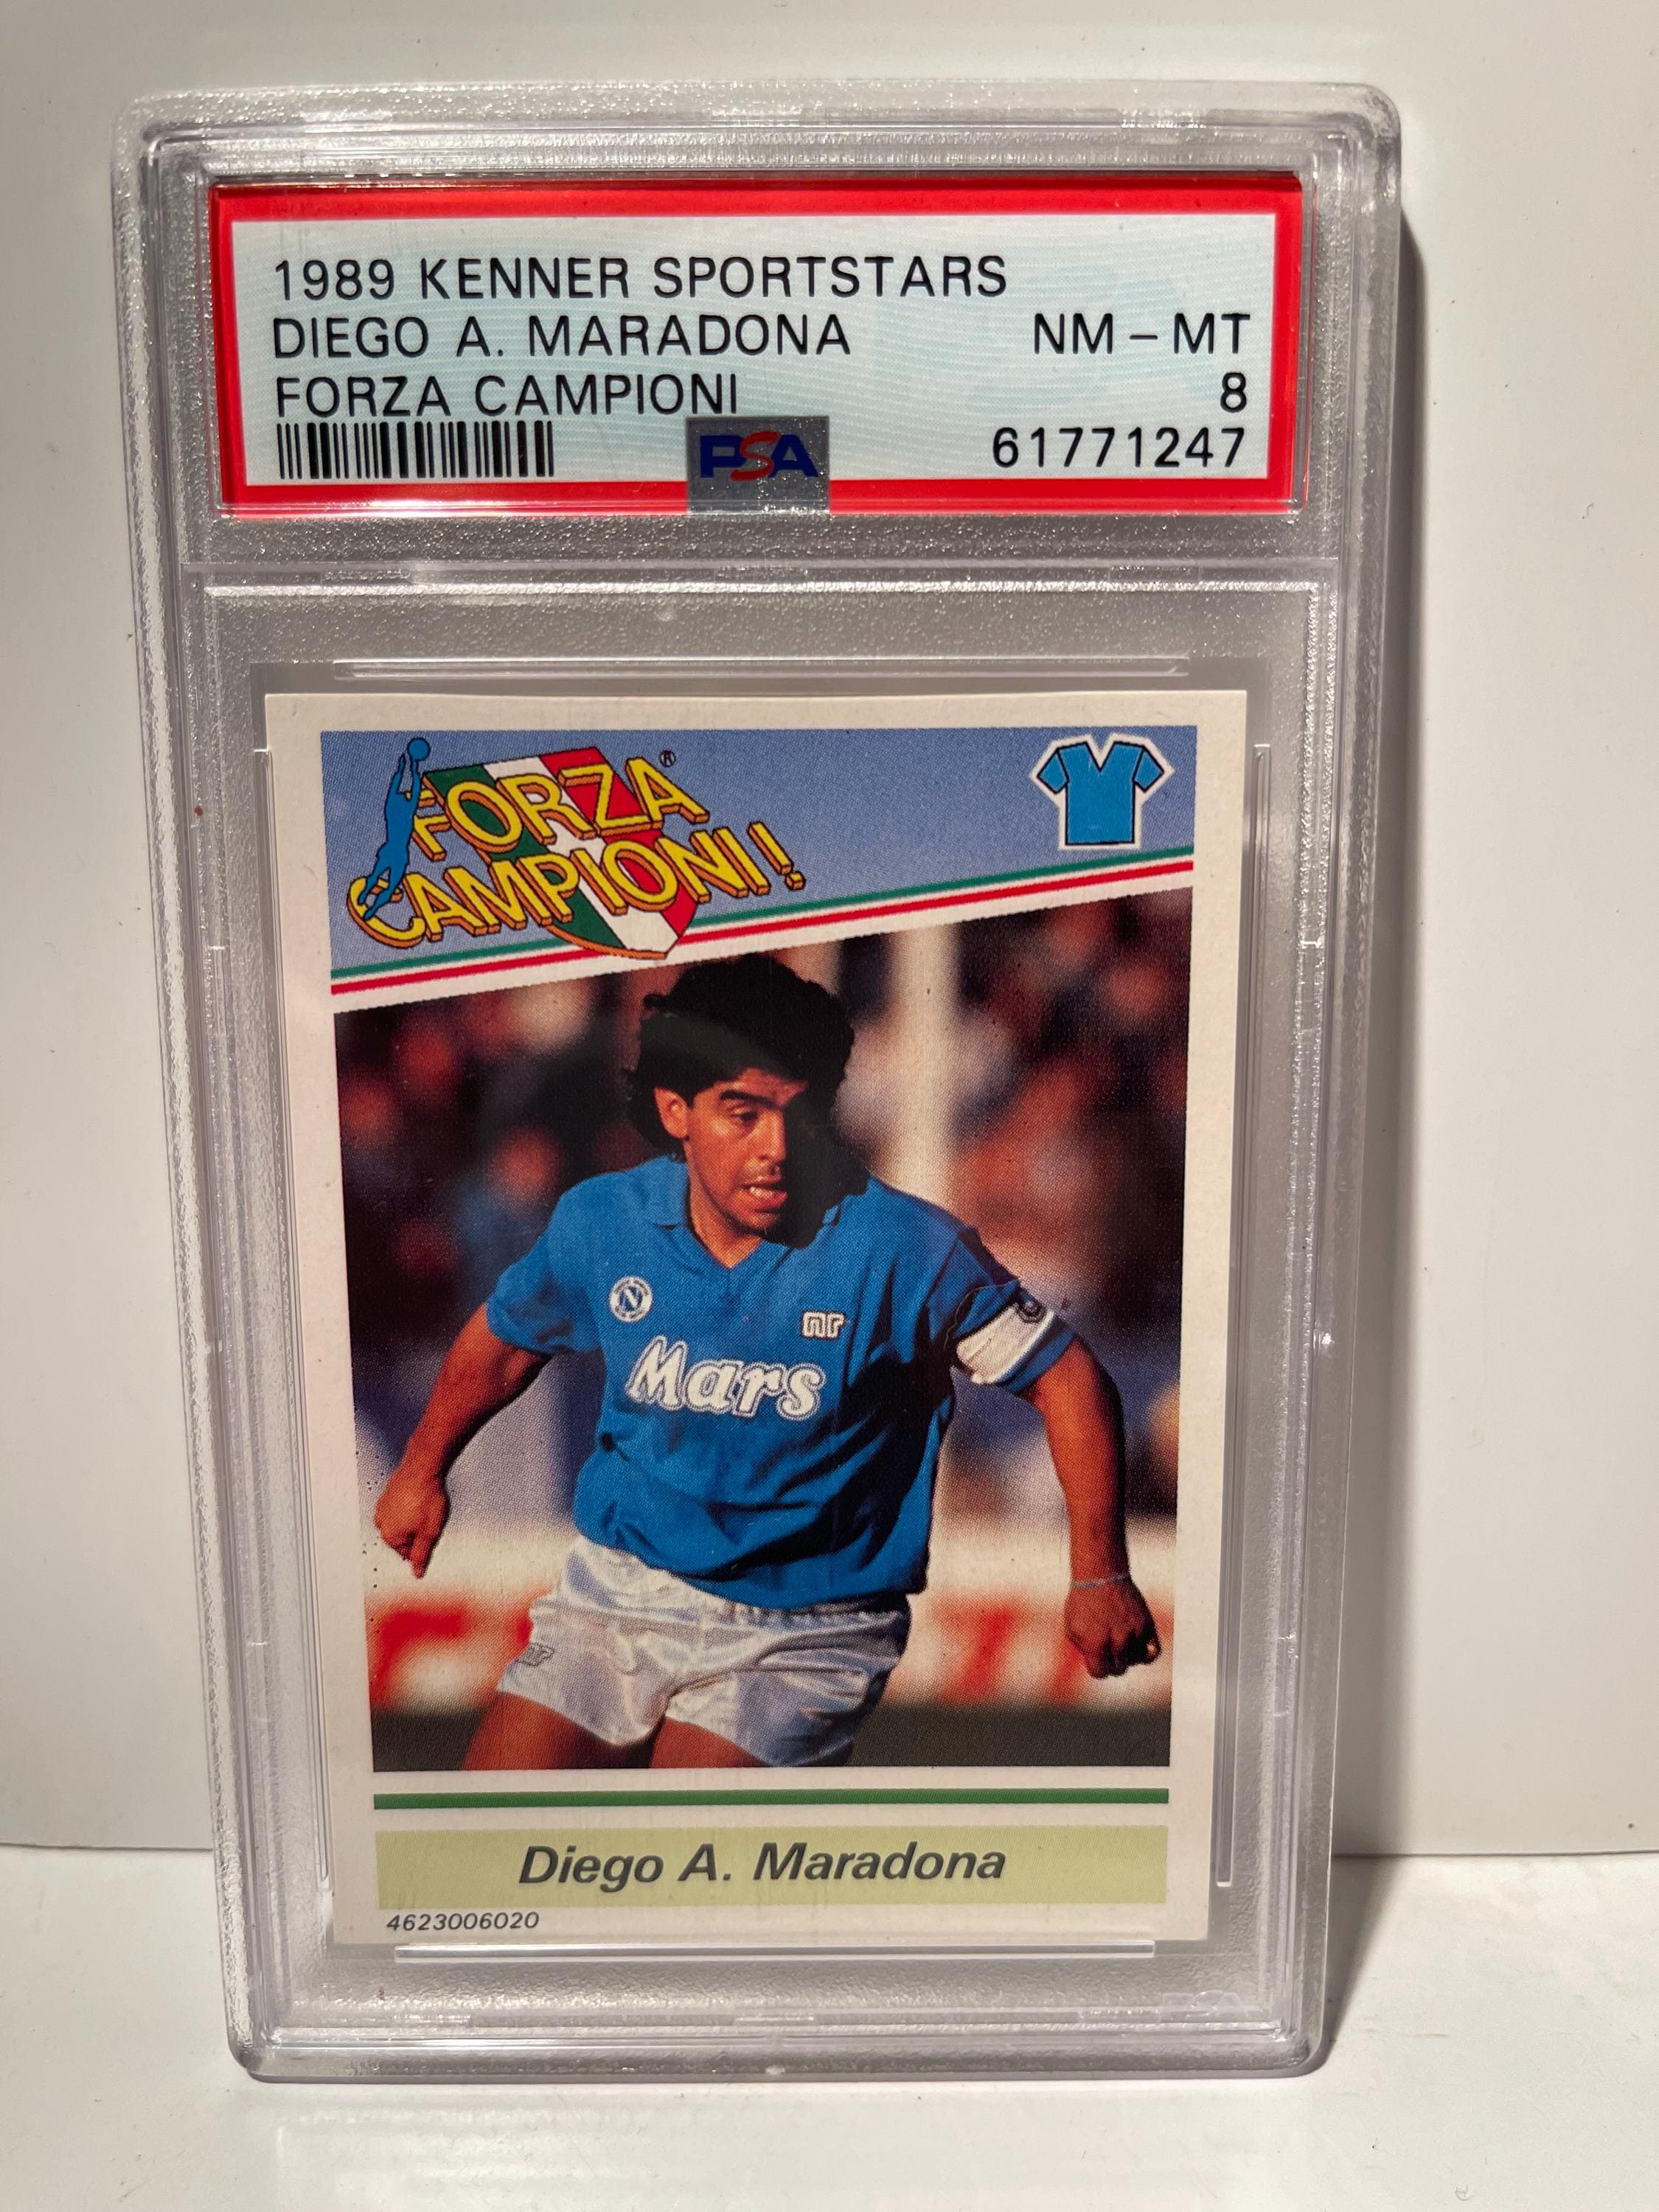 1989 KENNER SPORTSTARS
DIEGO A. MARADONA NM - MT
FORZA CAMPIONI 8
PSA 61771247
FORZA®
CAMPIONI!
N
nr
Mars
nr
Diego A. Maradona
4623006020